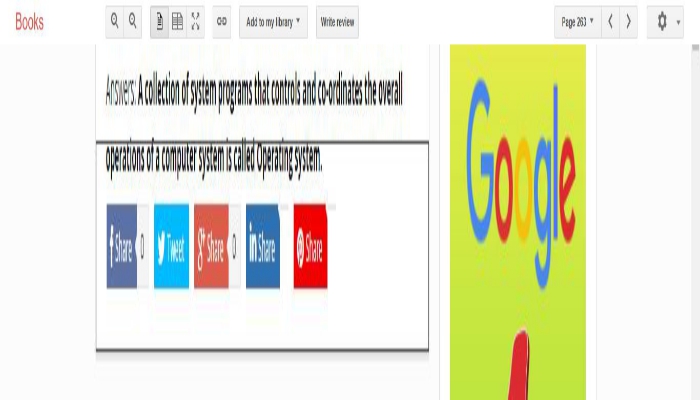 Books
Add to my library
Write review
Page 263
Answers: A collection of system programs that controls and co-ordinates the overall
operations of a computer system is called Operating system.
Share 0
Tweet
Share 0
in Share
Share
Google